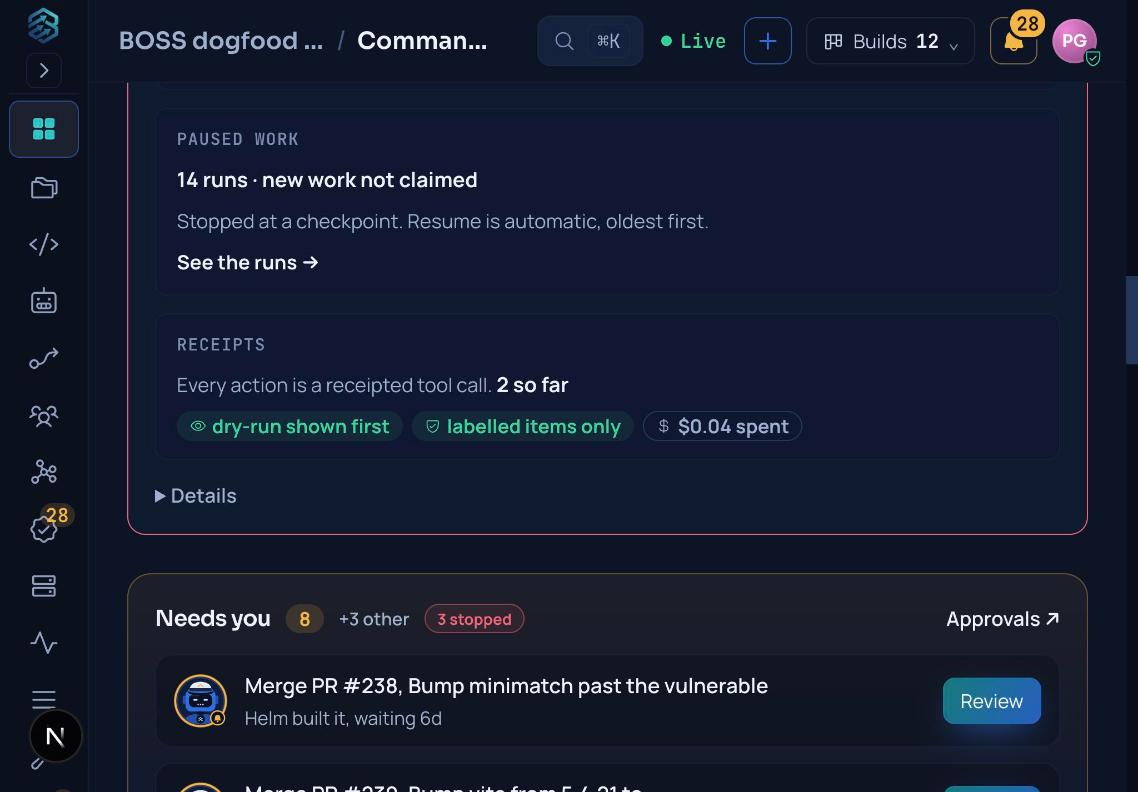 BOSS dogfood ... / Comman...
⌘K
Live
Builds 12
28
PG
PAUSED WORK
14 runs · new work not claimed
Stopped at a checkpoint. Resume is automatic, oldest first.
See the runs →
RECEIPTS
Every action is a receipted tool call. 2 so far
dry-run shown first
labelled items only
$ $0.04 spent
▶ Details
28
Needs you 8 +3 other 3 stopped
Approvals ↗
Merge PR #238, Bump minimatch past the vulnerable
Helm built it, waiting 6d
Review
N